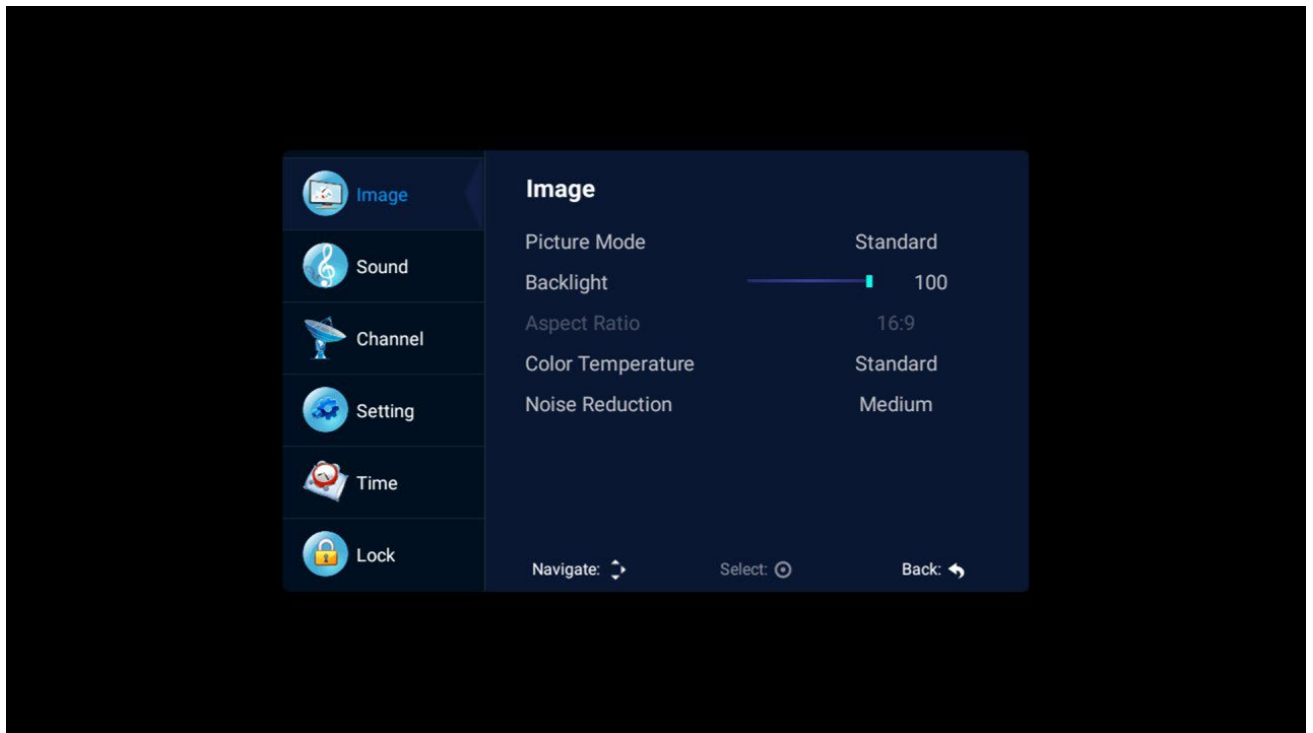 Image
Sound
Channel
Setting
Time
Lock
Image
Picture Mode Standard
Backlight 100
Aspect Ratio 16:9
Color Temperature Standard
Noise Reduction Medium
Navigate: Select: Back: